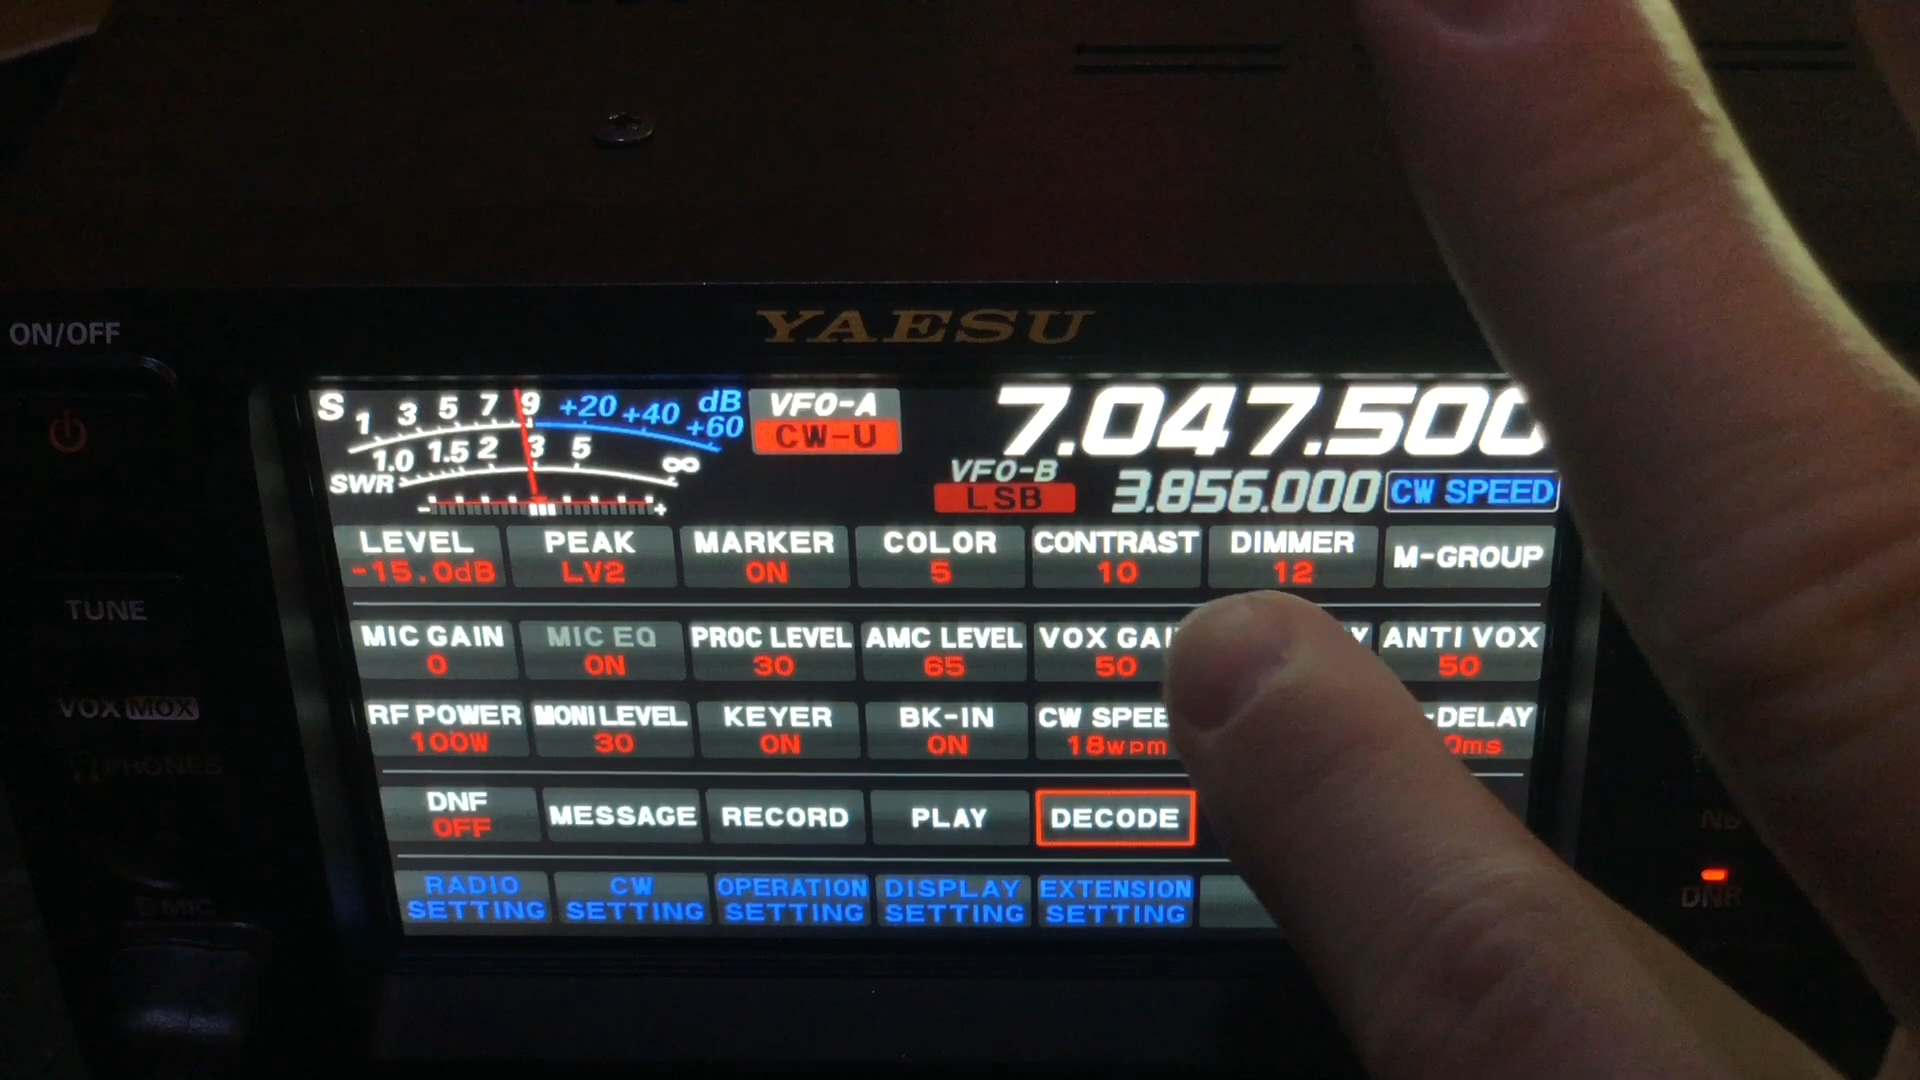 YAESU
ON/OFF
S 1 3 5 7 9 +20 +40 +60 dB
VFO-A
CW-U
7.047.500
1.0 1.5 2 3 5 ∞
SWR
- +
VFO-B
LSB
3.856.000
CW SPEED
LEVEL PEAK MARKER COLOR CONTRAST DIMMER M-GROUP
-15.0dB LV2 ON 5 10 12
TUNE
MIC GAIN MIC EQ PROC LEVEL AMC LEVEL VOX GAI Y ANTI VOX
0 ON 30 65 50 50
VOX MOX
RF POWER MONI LEVEL KEYER BK-IN CW SPEE -DELAY
100W 30 ON ON 18wpm 0ms
PHONES
DNF MESSAGE RECORD PLAY DECODE
OFF
NB
DNR
RADIO SETTING
CW SETTING
OPERATION SETTING
DISPLAY SETTING
EXTENSION SETTING
MIC